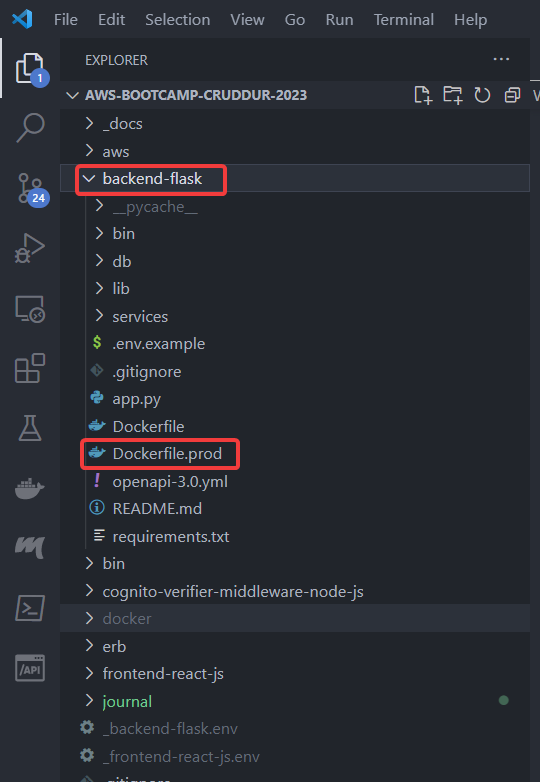 File Edit Selection View Go Run Terminal Help
EXPLORER ...
1
AWS-BOOTCAMP-CRUDDUR-2023
_docs
aws
backend-flask
24
__pycache__
bin
db
lib
services
$ .env.example
.gitignore
app.py
Dockerfile
Dockerfile.prod
! openapi-3.0.yml
README.md
requirements.txt
bin
cognito-verifier-middleware-node-js
docker
erb
/API
frontend-react-js
journal
_backend-flask.env
_frontend-react-js.env
.gitignore